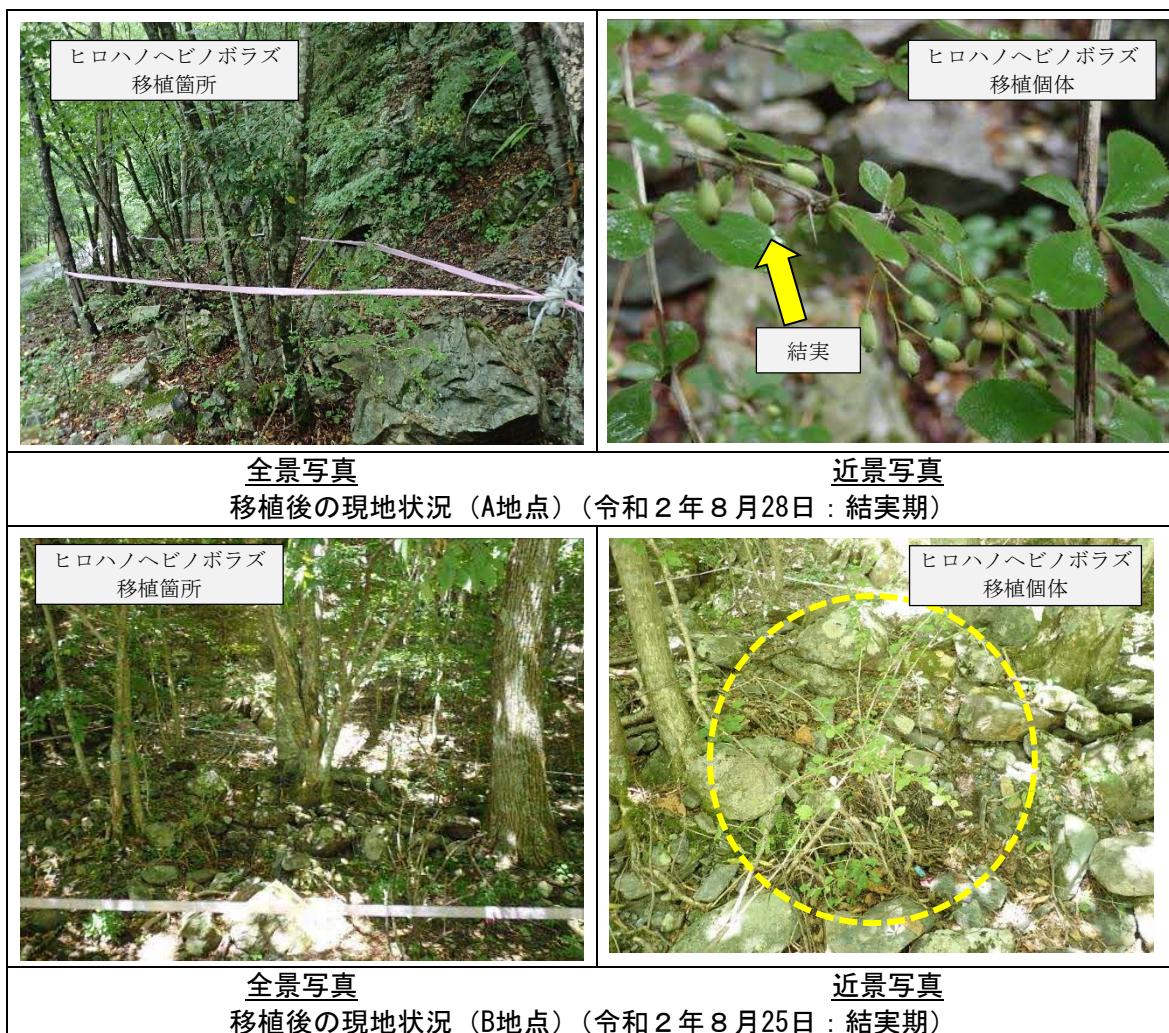 ヒロハノヘビノボラズ
移植箇所
ヒロハノヘビノボラズ
移植個体
結実
全景写真
近景写真
移植後の現地状況（A地点）（令和２年８月28日：結実期）
ヒロハノヘビノボラズ
移植箇所
ヒロハノヘビノボラズ
移植個体
全景写真
近景写真
移植後の現地状況（B地点）（令和２年８月25日：結実期）